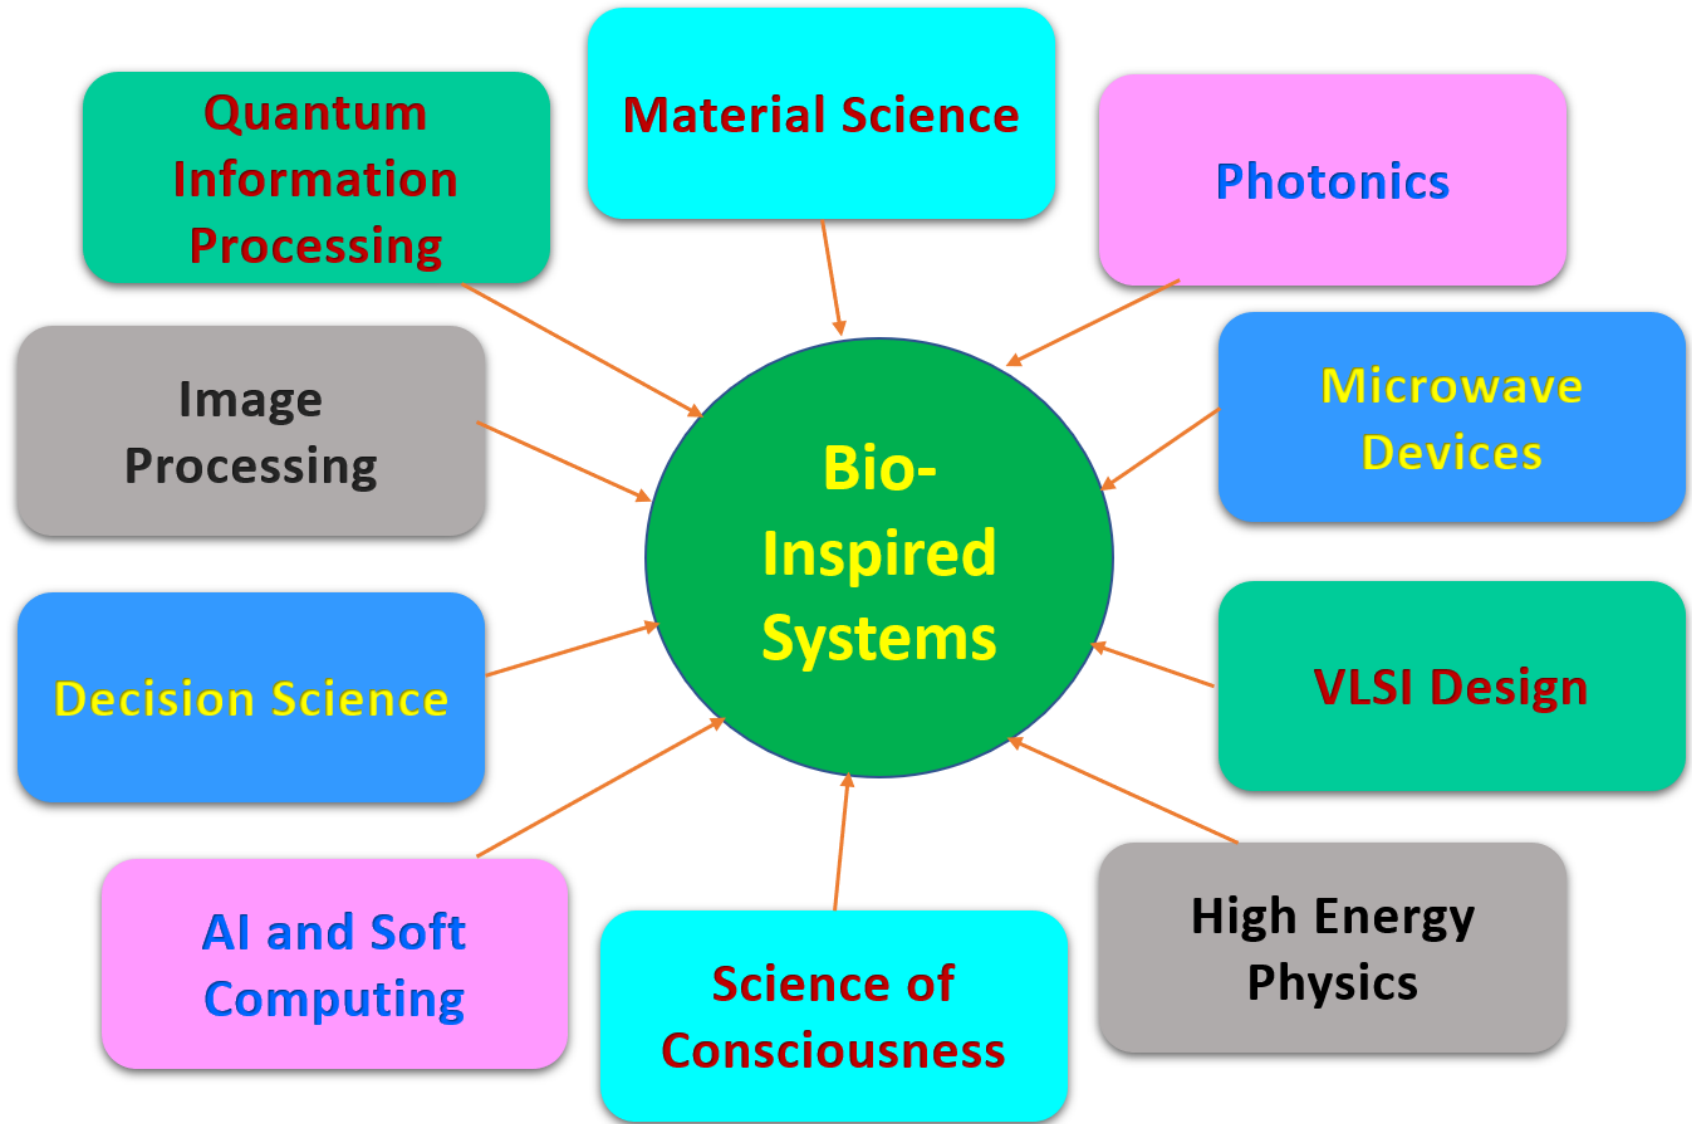 Quantum
Information
Processing
Material Science
Photonics
Image
Processing
Microwave
Devices
Bio-
Inspired
Systems
Decision Science
VLSI Design
AI and Soft
Computing
Science of
Consciousness
High Energy
Physics